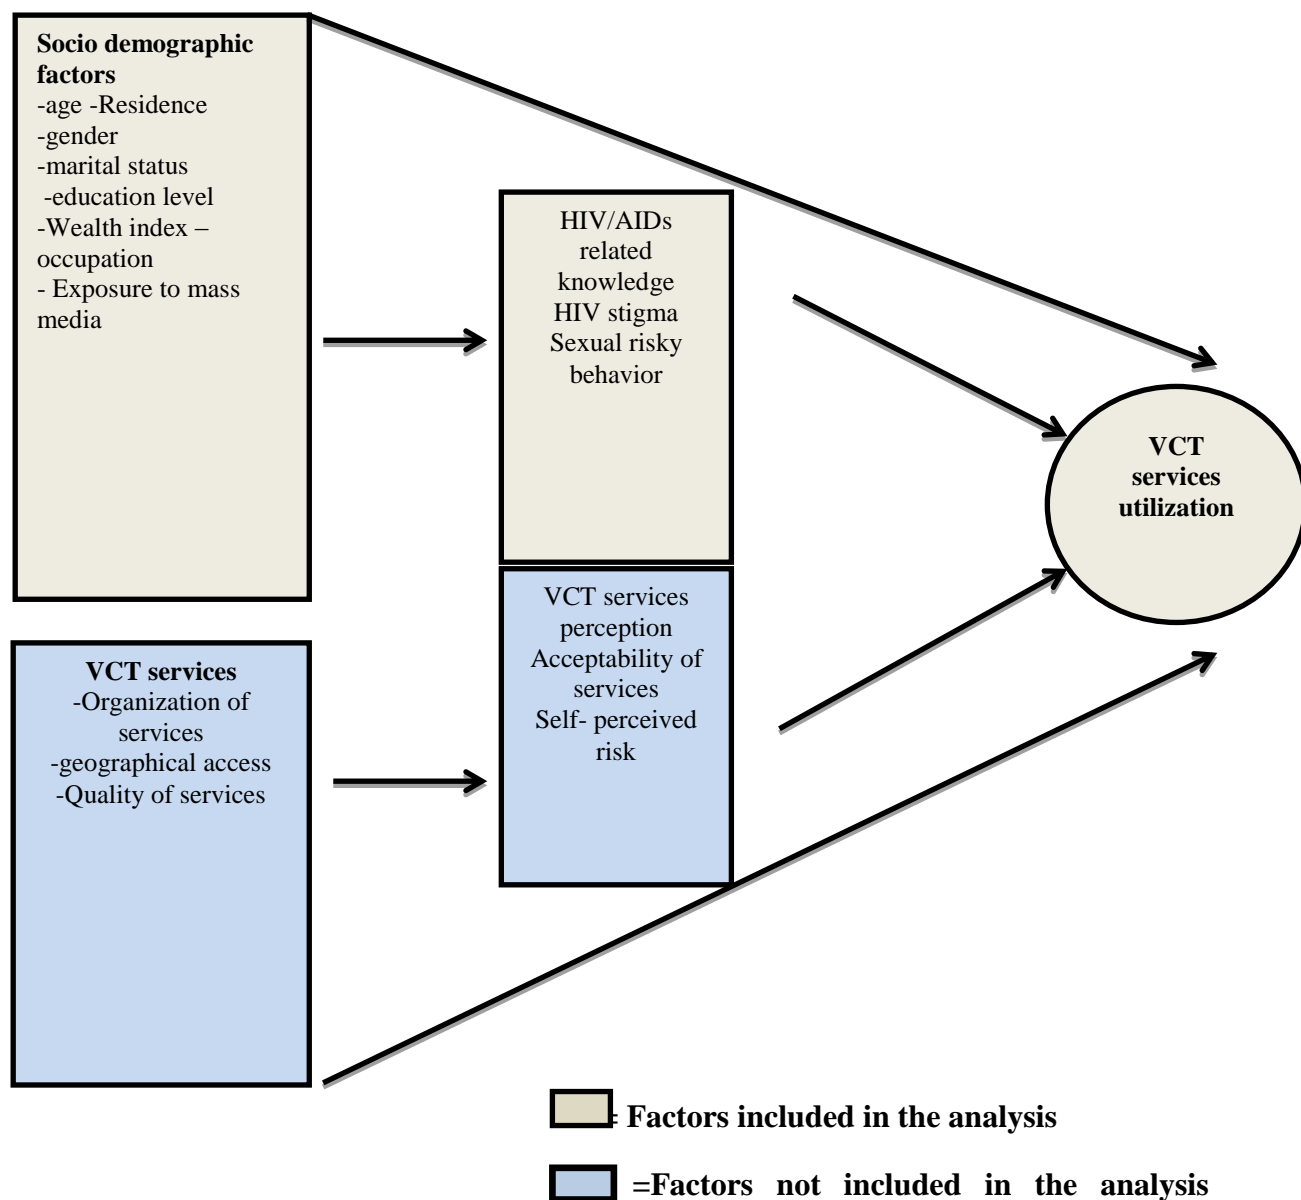 Socio demographic
factors
-age -Residence
-gender
-marital status
-education level
-Wealth index –
occupation
- Exposure to mass
media
HIV/AIDs
related
knowledge
HIV stigma
Sexual risky
behavior
VCT
services
utilization
VCT services
perception
Acceptability of
services
Self- perceived
risk
VCT services
-Organization of
services
-geographical access
-Quality of services
= Factors included in the analysis
=Factors not included in the analysis